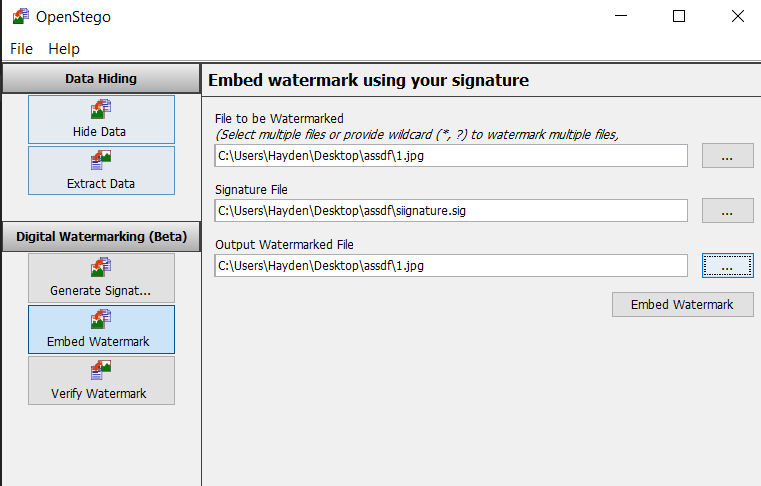 OpenStego
File Help
Data Hiding
Hide Data
Extract Data
Digital Watermarking (Beta)
Generate Signat...
Embed Watermark
Verify Watermark
Embed watermark using your signature
File to be Watermarked
(Select multiple files or provide wildcard (*, ?) to watermark multiple files,
C:\Users\Hayden\Desktop\assdf\1.jpg
...
Signature File
C:\Users\Hayden\Desktop\assdf\siignature.sig
...
Output Watermarked File
C:\Users\Hayden\Desktop\assdf\1.jpg
...
Embed Watermark